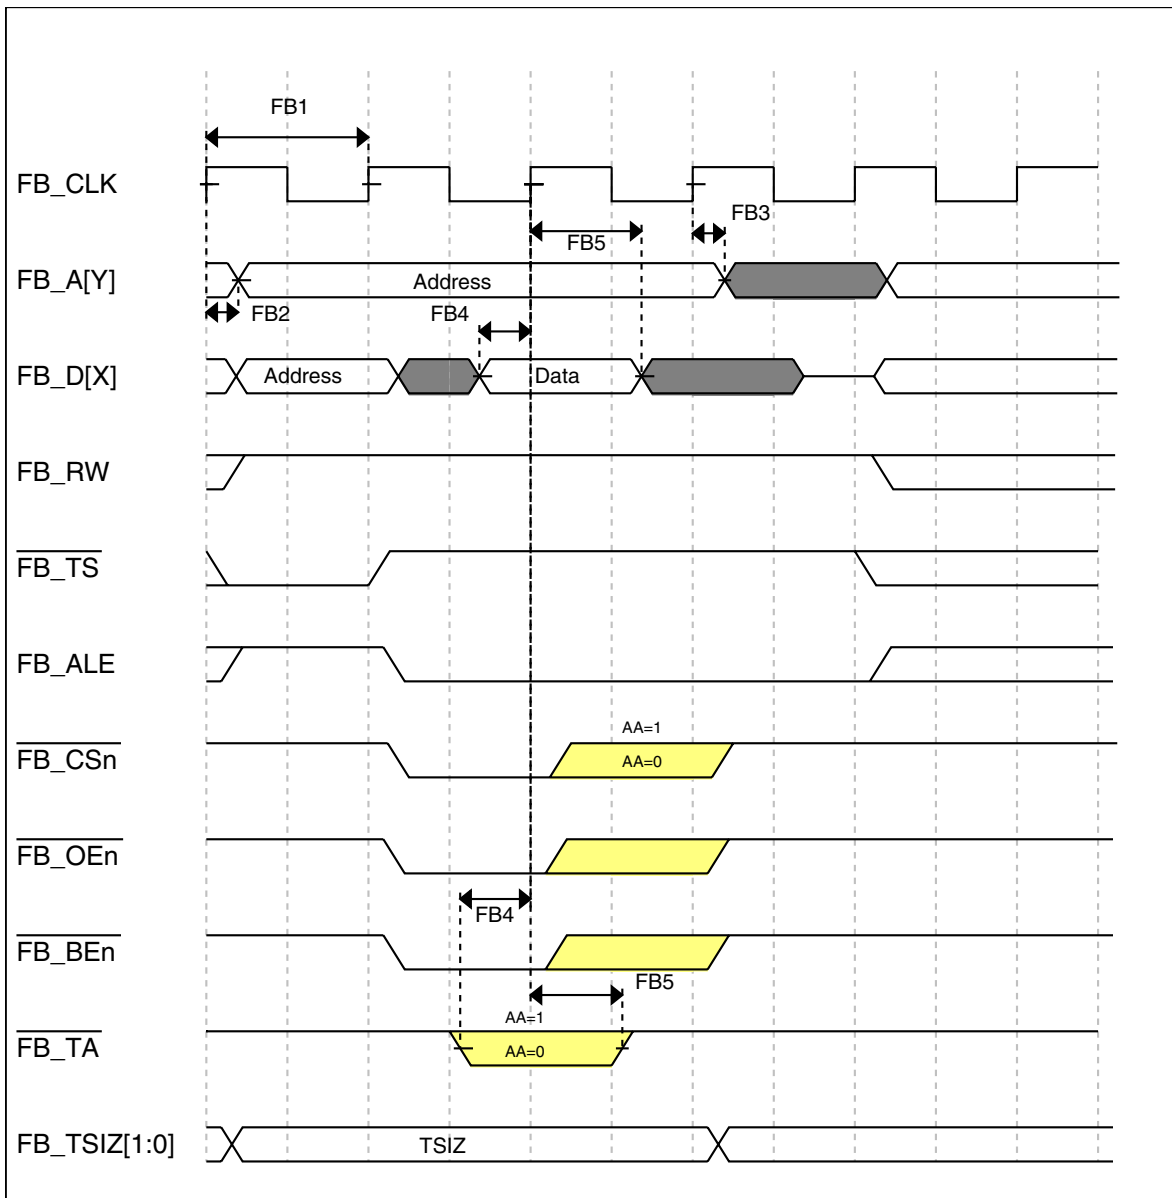 FB1
FB_CLK
FB3
FB5
FB_A[Y]
Address
FB2
FB4
FB_D[X]
Address
Data
FB_RW
FB_TS
FB_ALE
AA=1
FB_CSn
AA=0
FB_OEn
FB4
FB_BEn
FB5
AA=1
FB_TA
AA=0
FB_TSIZ[1:0]
TSIZ